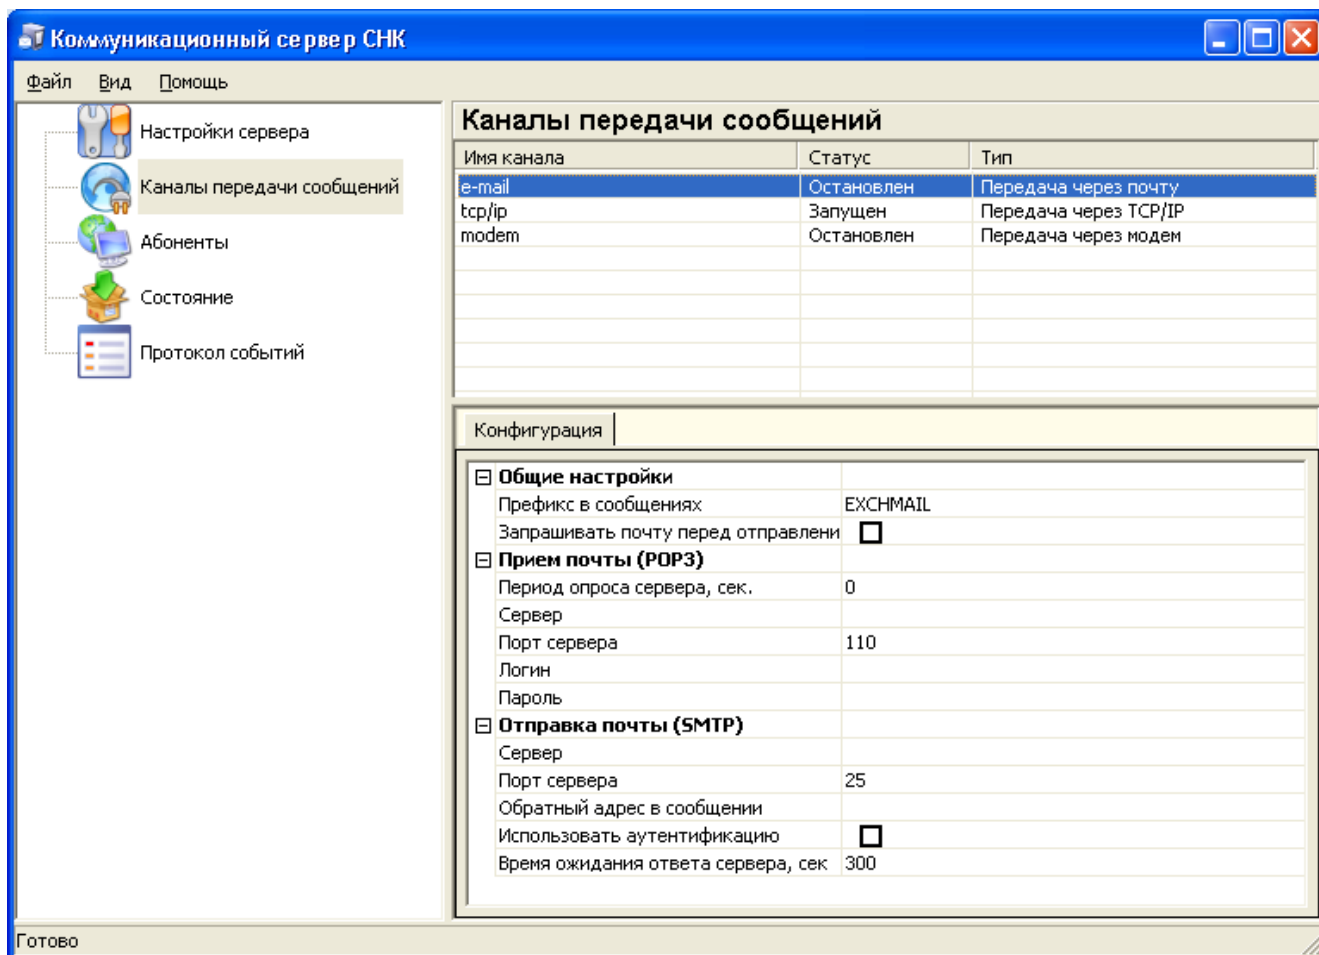 Коммуникационный сервер СНК
Файл Вид Помощь
Настройки сервера
Каналы передачи сообщений
Абоненты
Состояние
Протокол событий
Каналы передачи сообщений
Имя канала Статус Тип
e-mail Остановлен Передача через почту
tcp/ip Запущен Передача через TCP/IP
modem Остановлен Передача через модем
Конфигурация
Общие настройки
Префикс в сообщениях EXCHMAIL
Запрашивать почту перед отправлени
Прием почты (POP3)
Период опроса сервера, сек. 0
Сервер
Порт сервера 110
Логин
Пароль
Отправка почты (SMTP)
Сервер
Порт сервера 25
Обратный адрес в сообщении
Использовать аутентификацию
Время ожидания ответа сервера, сек 300
Готово